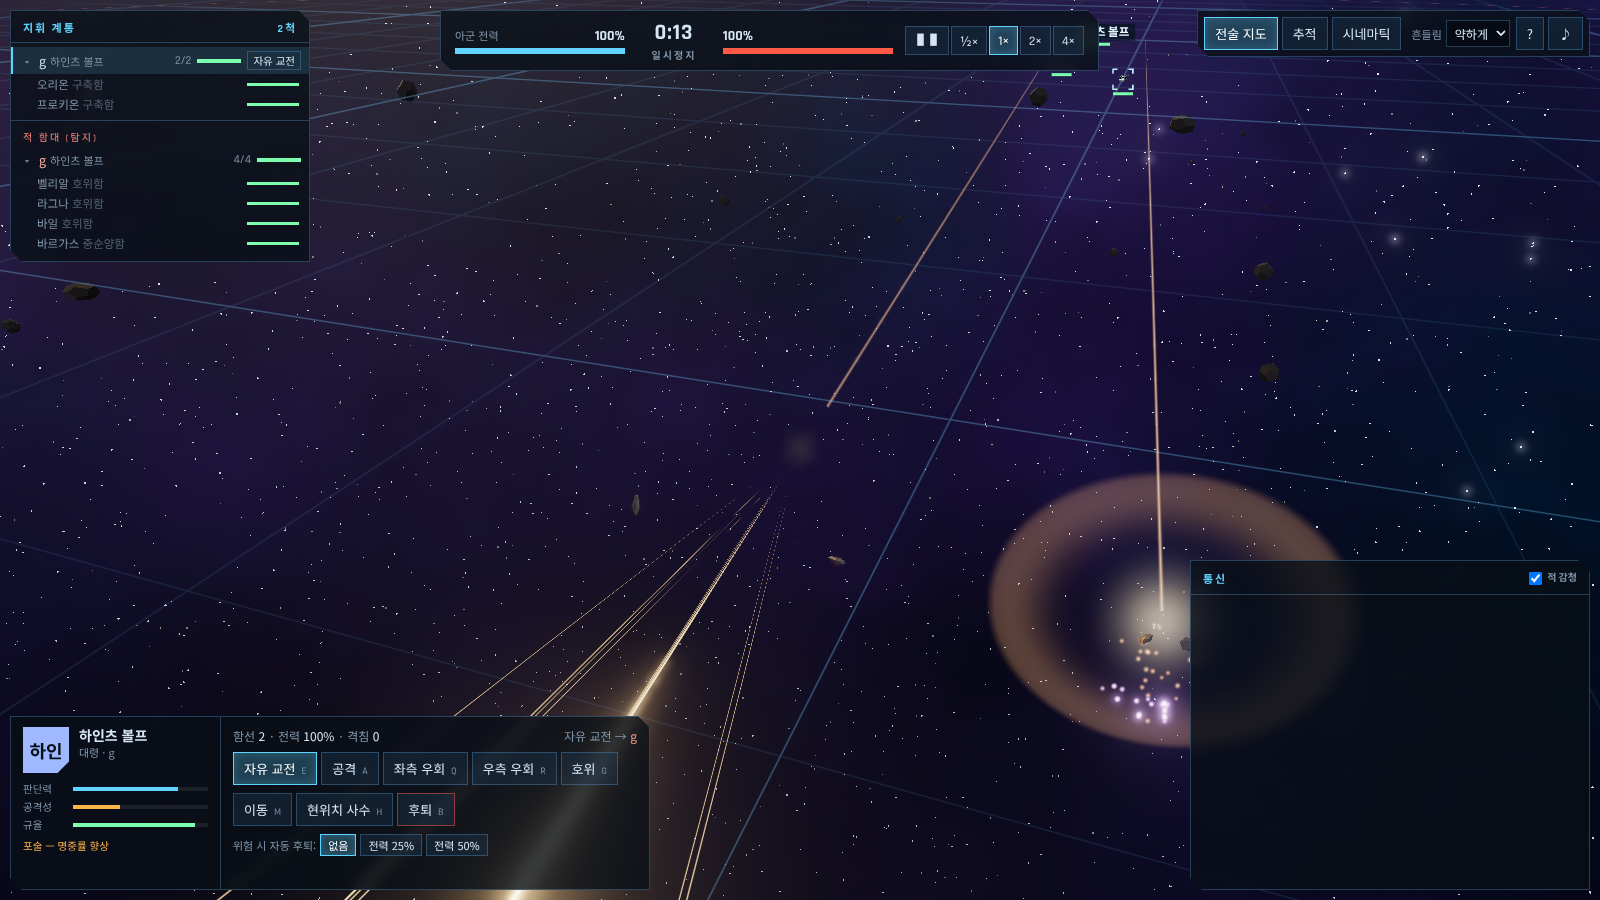 지휘 계통 2척
g 하인츠 볼프 2/2 자유 교전
오리온 구축함
프로키온 구축함
적 함대 (탐지)
g 하인츠 볼프 4/4
벨리알 호위함
라그나 호위함
바일 호위함
바르가스 중순양함
아군 전력 100% 0:13 100%
일시정지
½× 1× 2× 4×
츠 볼프
전술 지도 추적 시네마틱 흔들림 약하게 ? ♪
통신 적 감청
하인 하인츠 볼프
대령 · g
판단력
공격성
규율
포술 — 명중률 향상
함선 2 · 전력 100% · 격침 0 자유 교전 → g
자유 교전 E 공격 A 좌측 우회 Q 우측 우회 R 호위 G
이동 M 현위치 사수 H 후퇴 B
위험 시 자동 후퇴: 없음 전력 25% 전력 50%